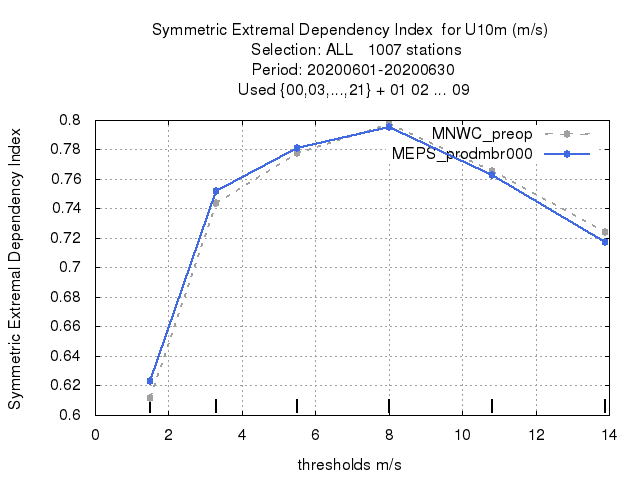 Symmetric Extremal Dependency Index  for U10m (m/s)
Selection: ALL   1007 stations
Period: 20200601-20200630
Used {00,03,...,21} + 01 02 ... 09
MNWC_preop
MEPS_prodmbr000
Symmetric Extremal Dependency Index
0.8
0.78
0.76
0.74
0.72
0.7
0.68
0.66
0.64
0.62
0.6
0 2 4 6 8 10 12 14
thresholds m/s